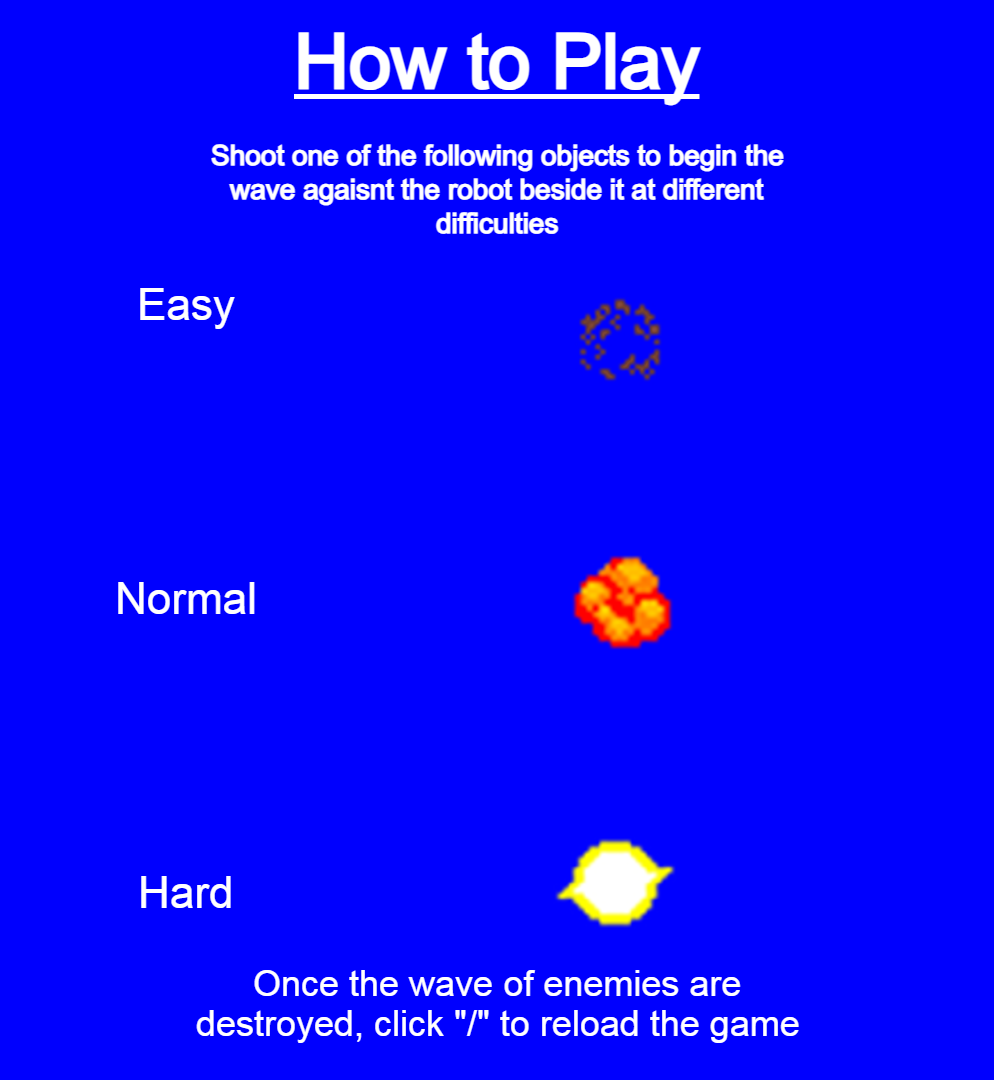 How to Play
Shoot one of the following objects to begin the
wave agaisnt the robot beside it at different
difficulties
Easy
Normal
Hard
Once the wave of enemies are
destroyed, click "/" to reload the game